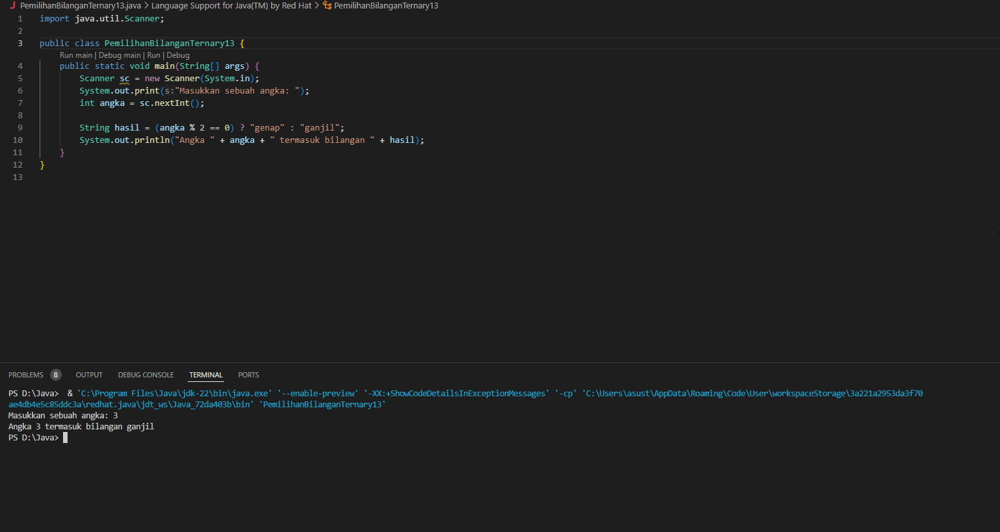 PemilihanBilanganTernary13.java > Language Support for Java(TM) by Red Hat > PemilihanBilanganTernary13
1 import java.util.Scanner;
2
3 public class PemilihanBilanganTernary13 {
Run main | Debug main | Run | Debug
4 public static void main(String[] args) {
5 Scanner sc = new Scanner(System.in);
6 System.out.print(s:"Masukkan sebuah angka: ");
7 int angka = sc.nextInt();
8
9 String hasil = (angka % 2 == 0) ? "genap" : "ganjil";
10 System.out.println("Angka " + angka + " termasuk bilangan " + hasil);
11 }
12 }
13
PROBLEMS 8 OUTPUT DEBUG CONSOLE TERMINAL PORTS
PS D:\Java> & 'C:\Program Files\Java\jdk-22\bin\java.exe' '--enable-preview' '-XX:+ShowCodeDetailsInExceptionMessages' '-cp' 'C:\Users\asust\AppData\Roaming\Code\User\workspaceStorage\3a221a2953da3f70
ae4db4e5c85ddc3a\redhat.java\jdt_ws\Java_72da403b\bin' 'PemilihanBilanganTernary13'
Masukkan sebuah angka: 3
Angka 3 termasuk bilangan ganjil
PS D:\Java>